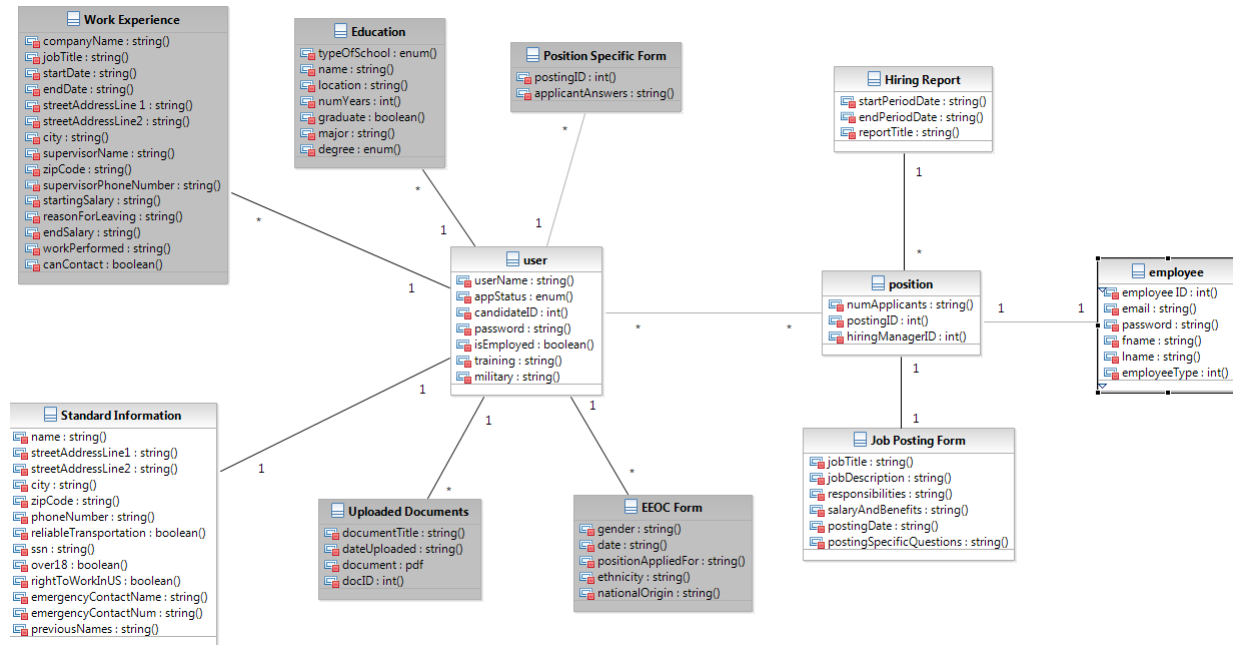 Work Experience
companyName : string()
jobTitle : string()
startDate : string()
endDate : string()
streetAddressLine 1 : string()
streetAddressLine2 : string()
city : string()
supervisorName : string()
zipCode : string()
supervisorPhoneNumber : string()
startingSalary : string()
reasonForLeaving : string()
endSalary : string()
workPerformed : string()
canContact : boolean()
Education
typeOfSchool : enum()
name : string()
location : string()
numYears : int()
graduate : boolean()
major : string()
degree : enum()
Position Specific Form
postingID : int()
applicantAnswers : string()
Hiring Report
startPeriodDate : string()
endPeriodDate : string()
reportTitle : string()
*
1
*
1
*
1
1
*
user
userName : string()
appStatus : enum()
candidateID : int()
password : string()
isEmployed : boolean()
training : string()
military : string()
*
*
position
numApplicants : string()
postingID : int()
hiringManagerID : int()
1
1
employee
employee ID : int()
email : string()
password : string()
fname : string()
lname : string()
employeeType : int()
1
1
1
*
1
*
1
1
Standard Information
name : string()
streetAddressLine1 : string()
streetAddressLine2 : string()
city : string()
zipCode : string()
phoneNumber : string()
reliableTransportation : boolean()
ssn : string()
over18 : boolean()
rightToWorkInUS : boolean()
emergencyContactName : string()
emergencyContactNum : string()
previousNames : string()
Uploaded Documents
documentTitle : string()
dateUploaded : string()
document : pdf
docID : int()
EEOC Form
gender : string()
date : string()
positionAppliedFor : string()
ethnicity : string()
nationalOrigin : string()
Job Posting Form
jobTitle : string()
jobDescription : string()
responsibilities : string()
salaryAndBenefits : string()
postingDate : string()
postingSpecificQuestions : string()